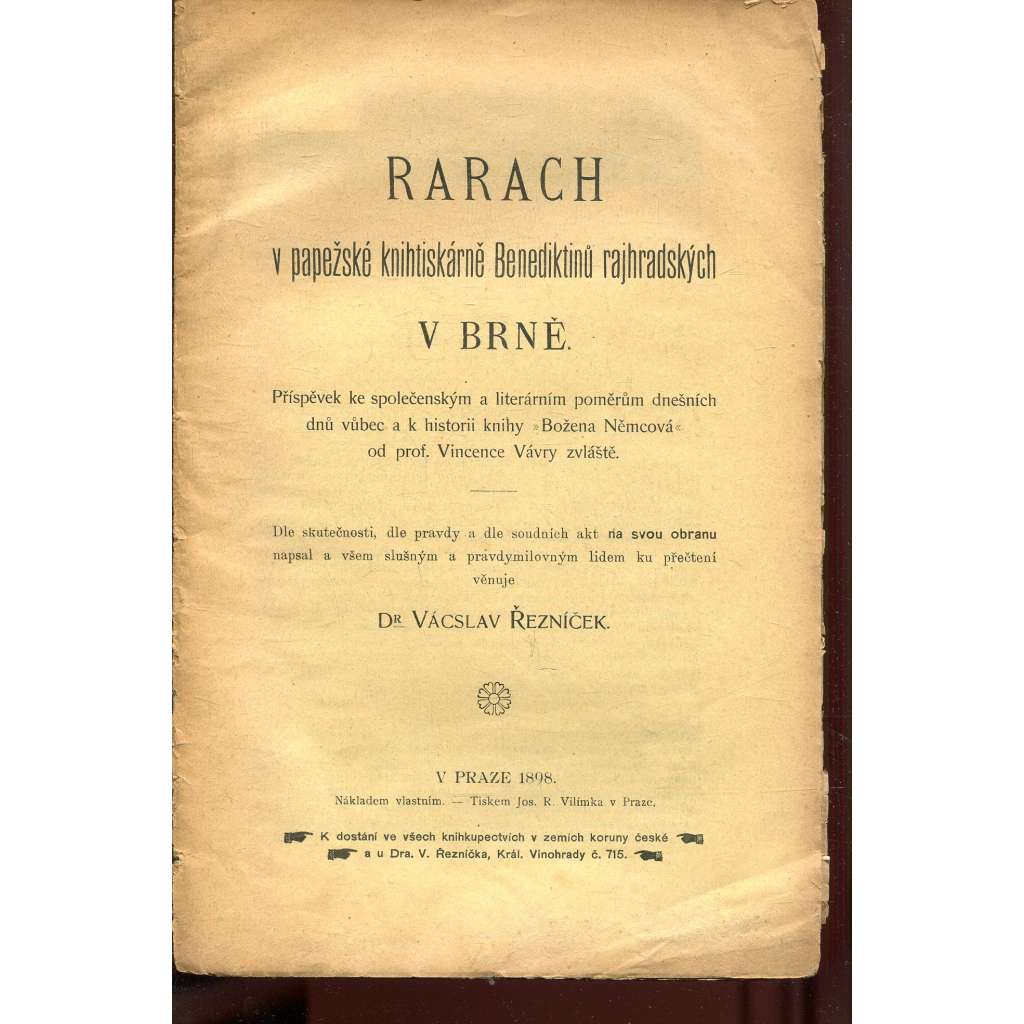 RARACH
v papežské knihtiskárně Benediktinů rajhradských
V BRNĚ.
Příspěvek ke společenským a literárním poměrům dnešních
dnů vůbec a k historii knihy »Božena Němcová«
od prof. Vincence Vávry zvláště.
Dle skutečnosti, dle pravdy a dle soudních akt na svou obranu
napsal a všem slušným a pravdymilovným lidem ku přečtení
věnuje
DR VÁCSLAV ŘEZNÍČEK.
V PRAZE 1898.
Nákladem vlastním. — Tiskem Jos. R. Vilímka v Praze.
K dostání ve všech knihkupectvích v zemích koruny české
a u Dra. V. Řezníčka, Král. Vinohrady č. 715.